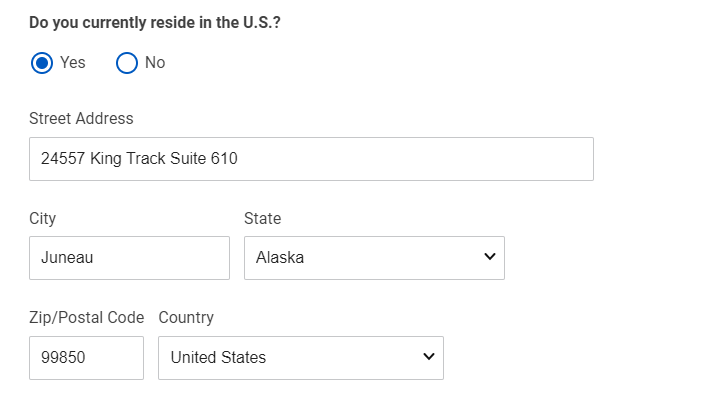 Do you currently reside in the U.S.?
Yes No
Street Address
24557 King Track Suite 610
City State
Juneau Alaska
Zip/Postal Code Country
99850 United States